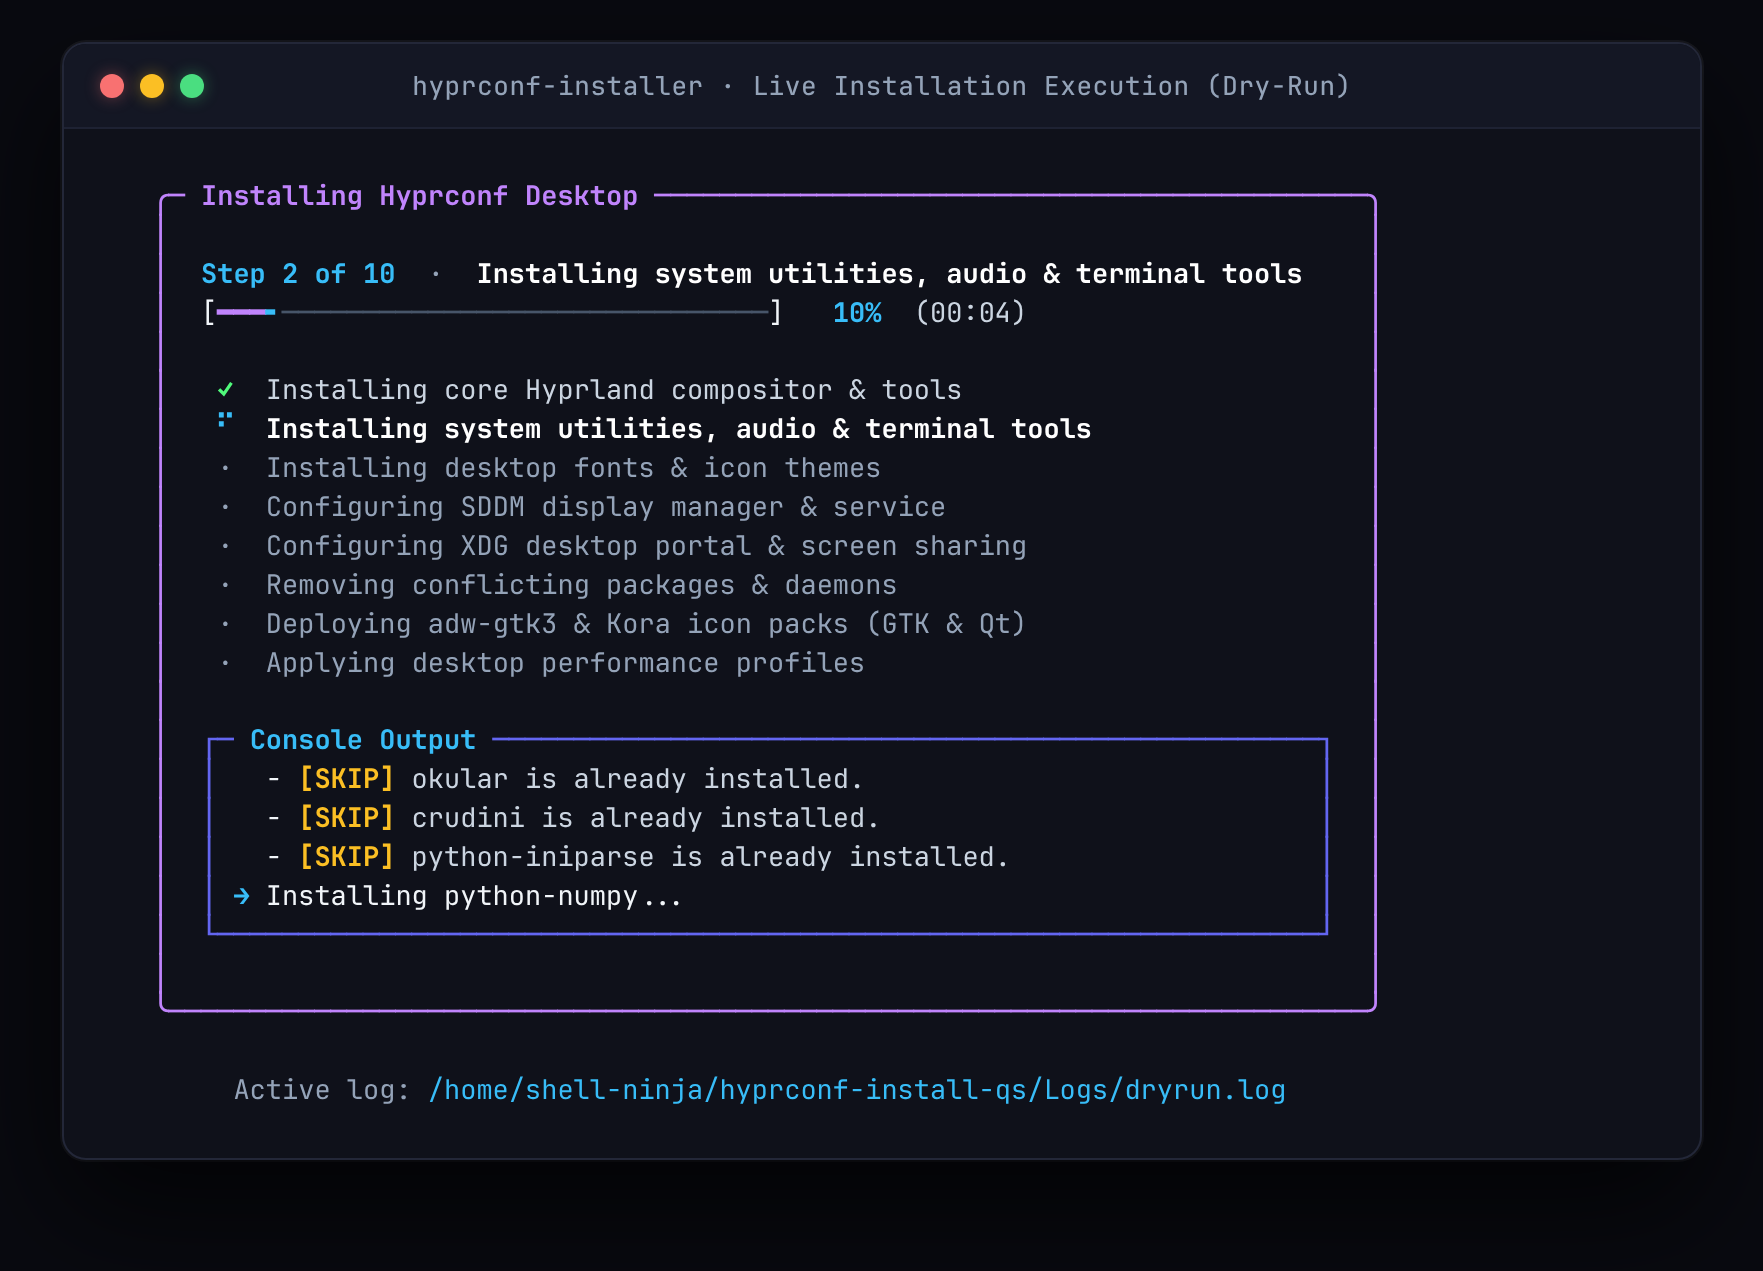 hyprconf-installer · Live Installation Execution (Dry-Run)
Installing Hyprconf Desktop
Step 2 of 10 · Installing system utilities, audio & terminal tools
[━━━━━━━━━━] 10% (00:04)
✓ Installing core Hyprland compositor & tools
⠋ Installing system utilities, audio & terminal tools
· Installing desktop fonts & icon themes
· Configuring SDDM display manager & service
· Configuring XDG desktop portal & screen sharing
· Removing conflicting packages & daemons
· Deploying adw-gtk3 & Kora icon packs (GTK & Qt)
· Applying desktop performance profiles
Console Output
- [SKIP] okular is already installed.
- [SKIP] crudini is already installed.
- [SKIP] python-iniparse is already installed.
→ Installing python-numpy...
Active log: /home/shell-ninja/hyprconf-install-qs/Logs/dryrun.log